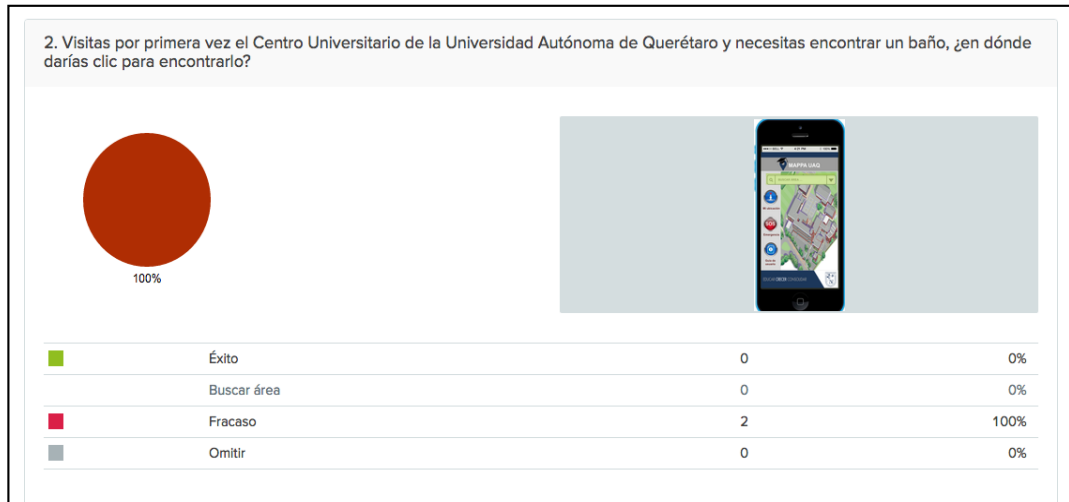 2. Visitas por primera vez el Centro Universitario de la Universidad Autónoma de Querétaro y necesitas encontrar un baño, ¿en dónde
darías clic para encontrarlo?
MAPPA UAQ
SOS
100%
Éxito 0 0%
Buscar área 0 0%
Fracaso 2 100%
Omitir 0 0%